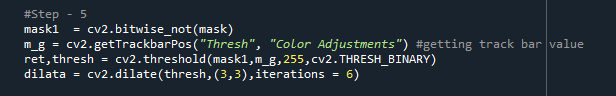 #Step - 5
mask1  = cv2.bitwise_not(mask)
m_g = cv2.getTrackbarPos("Thresh", "Color Adjustments") #getting track bar value
ret,thresh = cv2.threshold(mask1,m_g,255,cv2.THRESH_BINARY)
dilata = cv2.dilate(thresh,(3,3),iterations = 6)